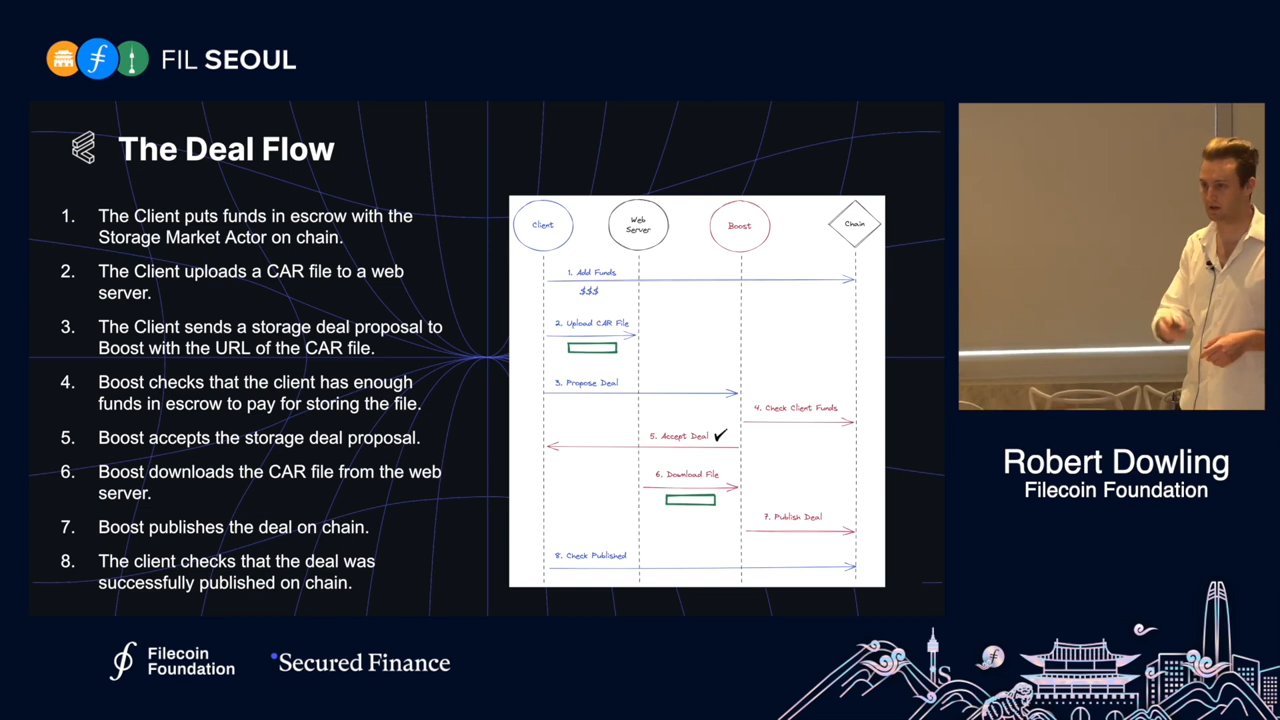 FIL SEOUL
The Deal Flow
1. The Client puts funds in escrow with the
Storage Market Actor on chain.
2. The Client uploads a CAR file to a web
server.
3. The Client sends a storage deal proposal to
Boost with the URL of the CAR file.
4. Boost checks that the client has enough
funds in escrow to pay for storing the file.
5. Boost accepts the storage deal proposal.
6. Boost downloads the CAR file from the web
server.
7. Boost publishes the deal on chain.
8. The client checks that the deal was
successfully published on chain.
Client
Web
Server
Boost
Chain
1. Add Funds
$$$
2. Upload CAR File
3. Propose Deal
4. Check Client Funds
5. Accept Deal ✓
6. Download File
7. Publish Deal
8. Check Published
Robert Dowling
Filecoin Foundation
Filecoin
Foundation
Secured Finance